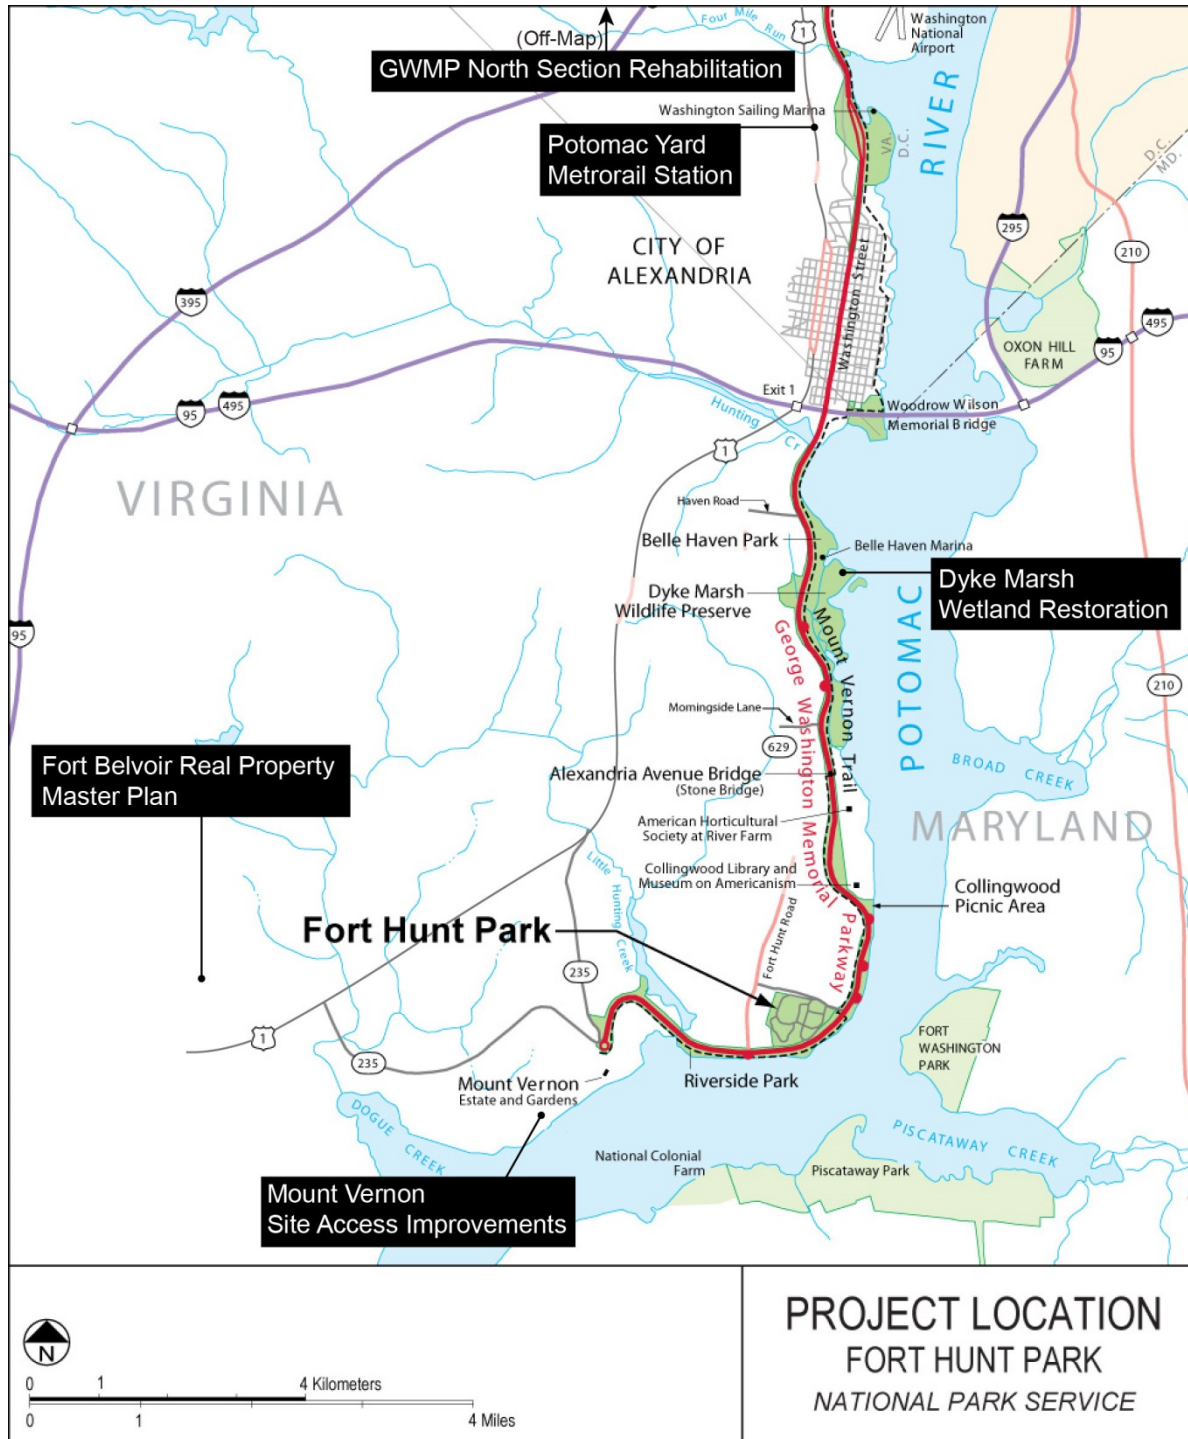 (Off-Map)
GWMP North Section Rehabilitation
Four Mile Run
1
Washington
National
Airport
Washington Sailing Marina
Potomac Yard
Metrorail Station
VA.
D.C.
RIVER
D.C.
MD.
CITY OF
ALEXANDRIA
Washington Street
295
210
395
495
95
OXON HILL
FARM
95
495
Exit 1
Hunting Cr
Woodrow Wilson
Memorial Bridge
1
VIRGINIA
Haven Road
Belle Haven Park
Belle Haven Marina
Dyke Marsh
Wildlife Preserve
Dyke Marsh
Wetland Restoration
95
Mount Vernon Trail
George Washington Memorial Parkway
POTOMAC
210
Morningside Lane
629
Fort Belvoir Real Property
Master Plan
Alexandria Avenue Bridge
(Stone Bridge)
BROAD CREEK
American Horticultural
Society at River Farm
MARYLAND
Little Hunting Creek
Collingwood Library and
Museum on Americanism
Collingwood
Picnic Area
Fort Hunt Road
Fort Hunt Park
235
1
235
FORT
WASHINGTON
PARK
Mount Vernon
Estate and Gardens
Riverside Park
DOGUE CREEK
PISCATAWAY CREEK
National Colonial
Farm
Piscataway Park
Mount Vernon
Site Access Improvements
N
0 1 4 Kilometers
0 1 4 Miles
PROJECT LOCATION
FORT HUNT PARK
NATIONAL PARK SERVICE